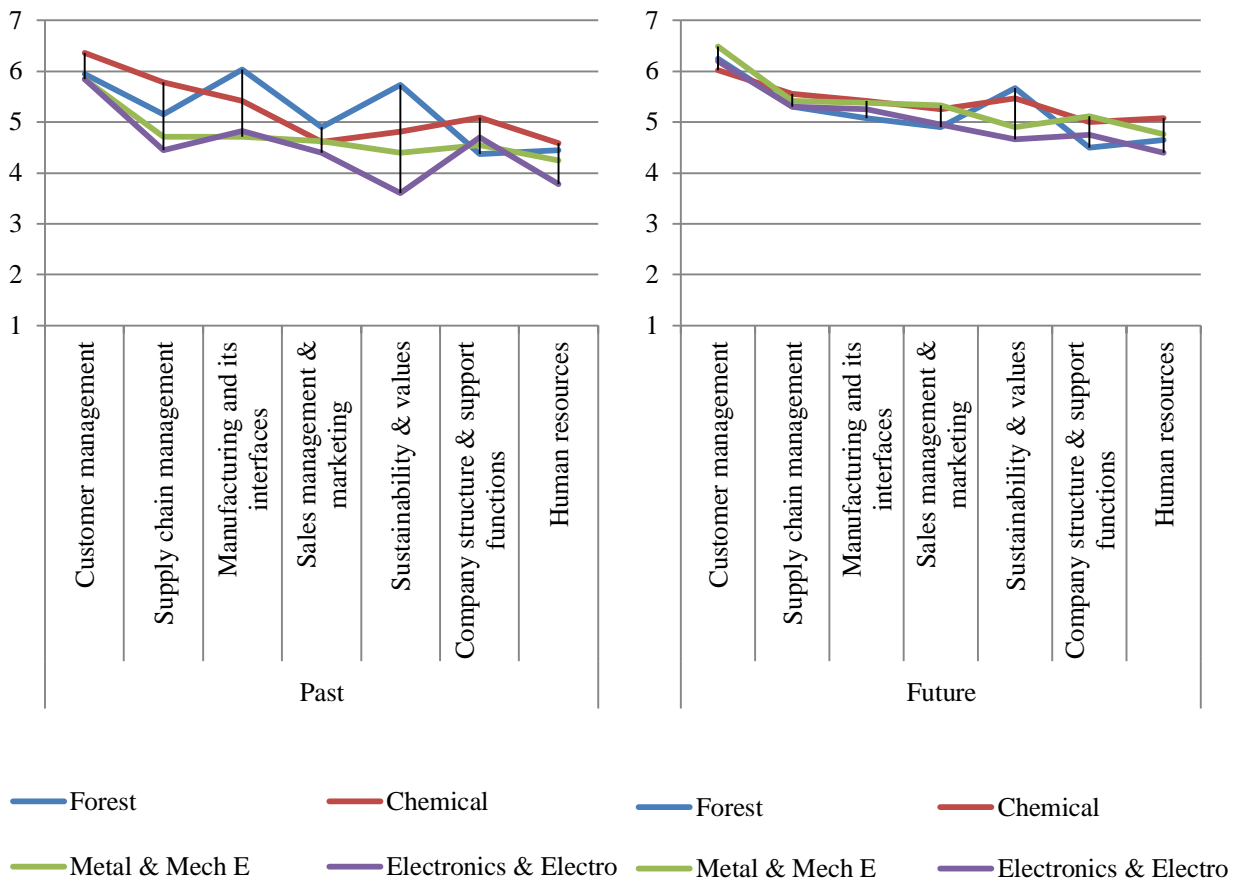 7
6
5
4
3
2
1
Customer management
Supply chain management
Manufacturing and its
interfaces
Sales management &
marketing
Sustainability & values
Company structure & support
functions
Human resources
Past
7
6
5
4
3
2
1
Customer management
Supply chain management
Manufacturing and its
interfaces
Sales management &
marketing
Sustainability & values
Company structure & support
functions
Human resources
Future
Forest
Chemical
Metal & Mech E
Electronics & Electro
Forest
Chemical
Metal & Mech E
Electronics & Electro